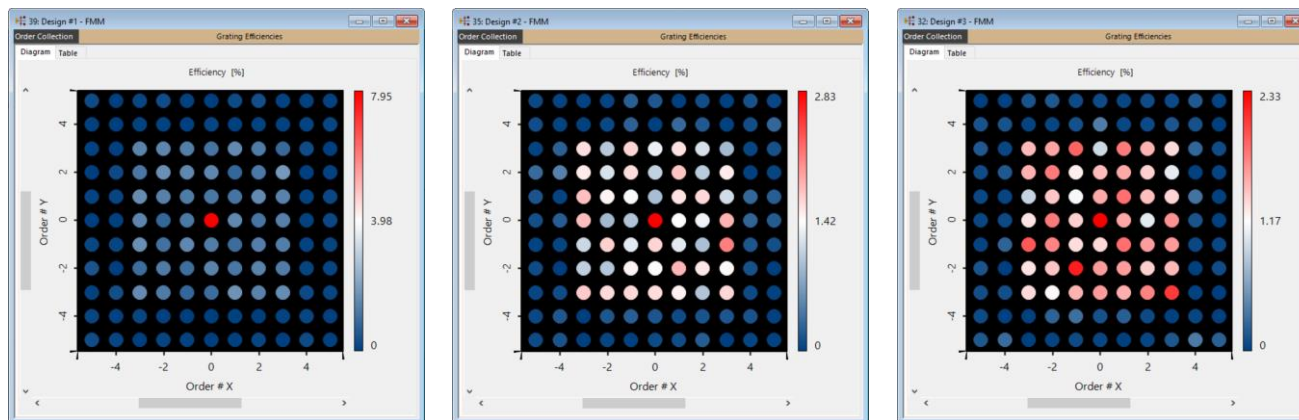 39: Design #1 - FMM
Order Collection
Grating Efficiencies
Diagram
Table
Efficiency [%]
7.95
3.98
0
4
2
0
-2
-4
Order # Y
-4
-2
0
2
4
Order # X
35: Design #2 - FMM
Order Collection
Grating Efficiencies
Diagram
Table
Efficiency [%]
2.83
1.42
0
4
2
0
-2
-4
Order # Y
-4
-2
0
2
4
Order # X
32: Design #3 - FMM
Order Collection
Grating Efficiencies
Diagram
Table
Efficiency [%]
2.33
1.17
0
4
2
0
-2
-4
Order # Y
-4
-2
0
2
4
Order # X